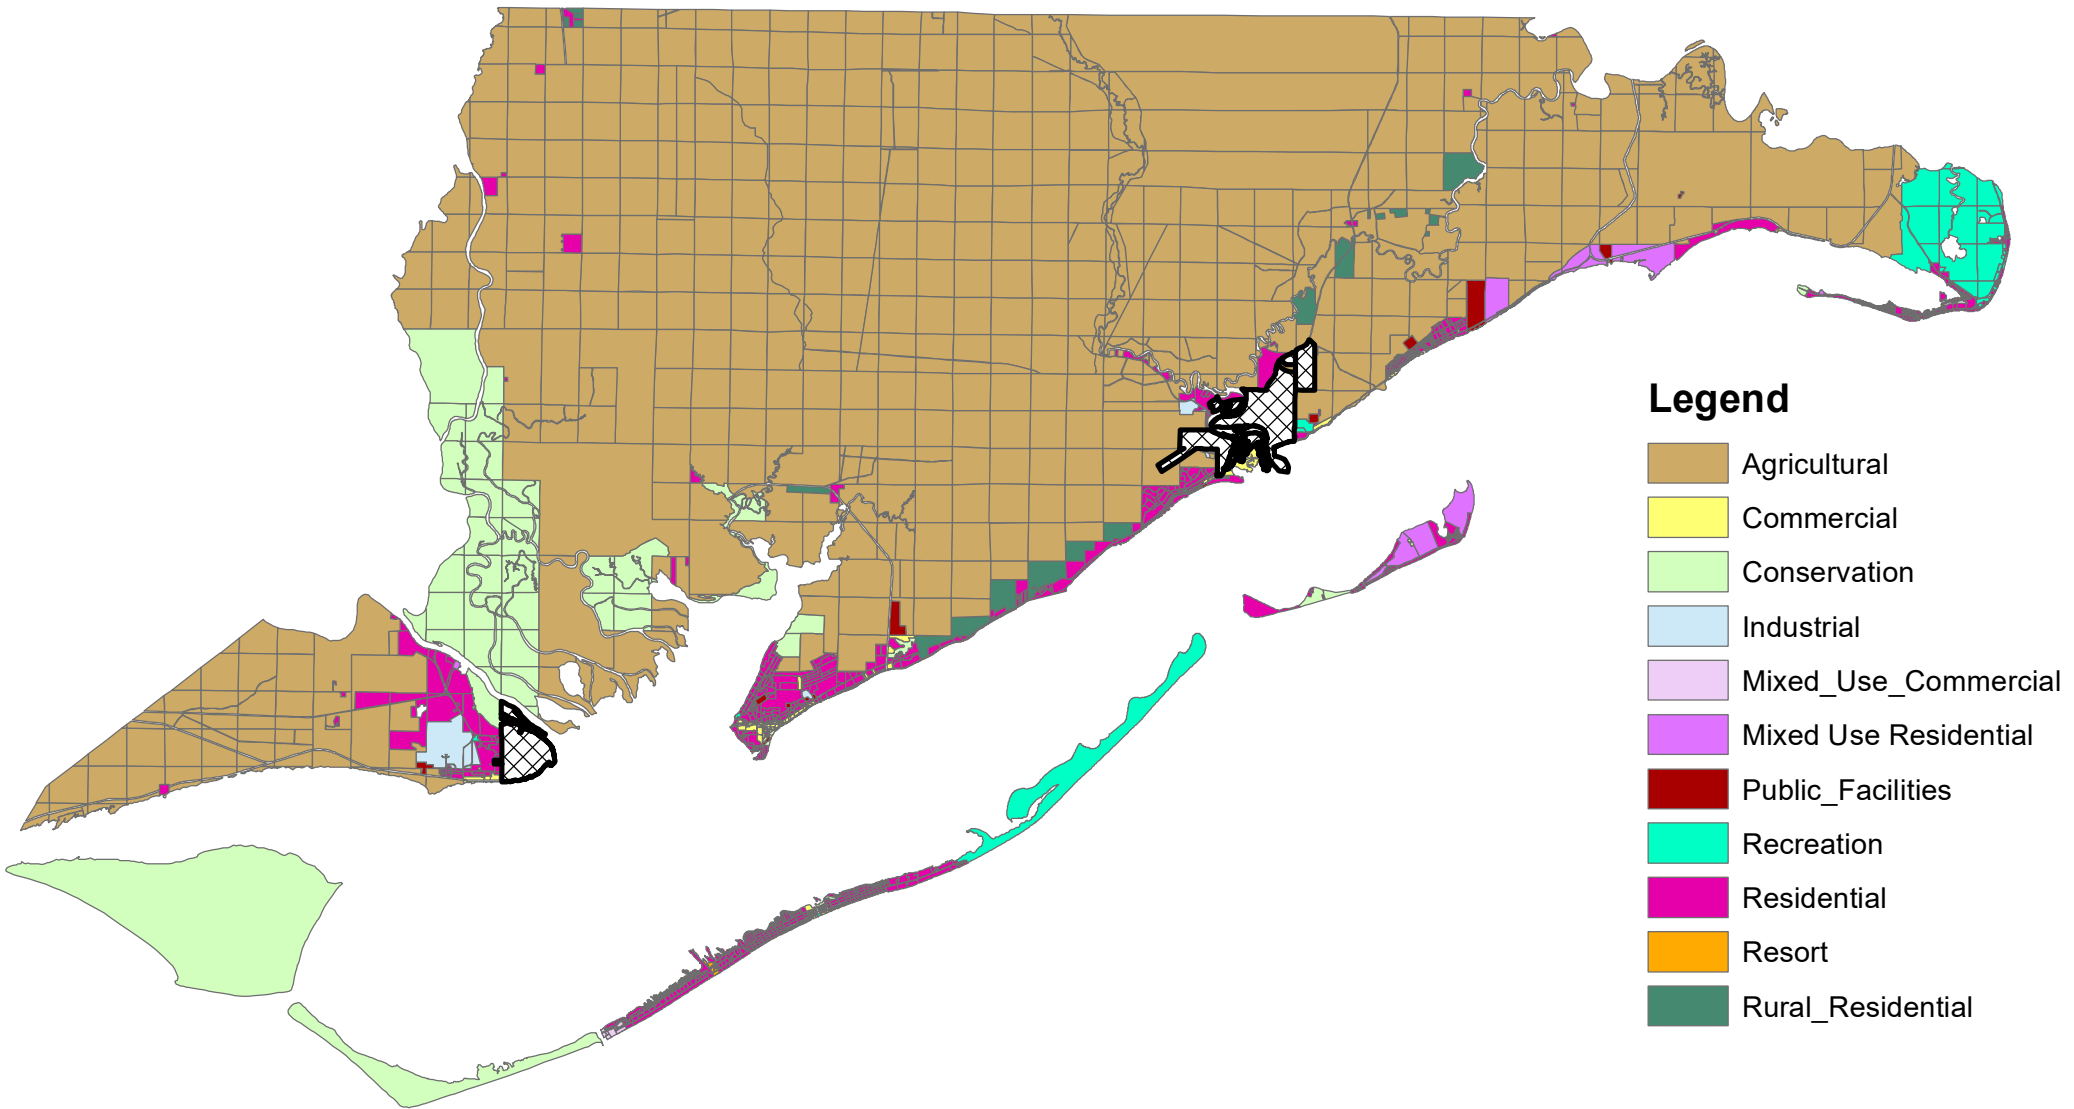 Legend
Agricultural
Commercial
Conservation
Industrial
Mixed_Use_Commercial
Mixed Use Residential
Public_Facilities
Recreation
Residential
Resort
Rural_Residential